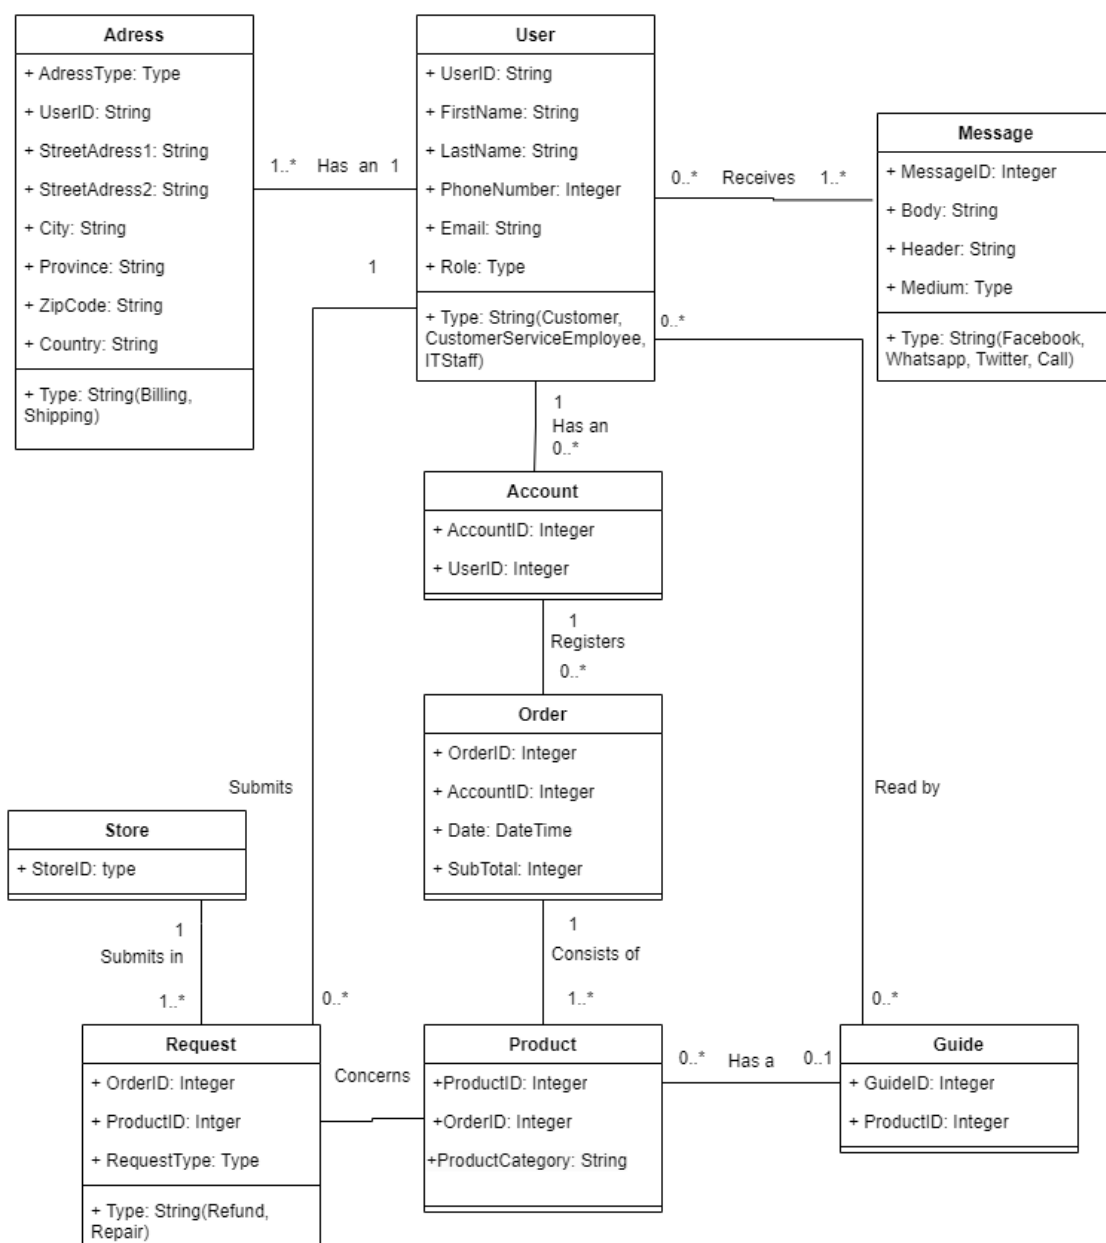 Adress
+ AdressType: Type
+ UserID: String
+ StreetAdress1: String
+ StreetAdress2: String
+ City: String
+ Province: String
+ ZipCode: String
+ Country: String
+ Type: String(Billing,
Shipping)
1..* Has an 1
User
+ UserID: String
+ FirstName: String
+ LastName: String
+ PhoneNumber: Integer
+ Email: String
+ Role: Type
+ Type: String(Customer,
CustomerServiceEmployee,
ITStaff)
0..* Receives 1..*
Message
+ MessageID: Integer
+ Body: String
+ Header: String
+ Medium: Type
+ Type: String(Facebook,
Whatsapp, Twitter, Call)
1
0..*
1
Has an
0..*
Account
+ AccountID: Integer
+ UserID: Integer
1
Registers
0..*
Order
+ OrderID: Integer
+ AccountID: Integer
+ Date: DateTime
+ SubTotal: Integer
Submits
Read by
Store
+ StoreID: type
1
Submits in
1..*
0..*
1
Consists of
1..*
0..*
Request
+ OrderID: Integer
+ ProductID: Intger
+ RequestType: Type
+ Type: String(Refund,
Repair)
Concerns
Product
+ProductID: Integer
+OrderID: Integer
+ProductCategory: String
0..* Has a 0..1
Guide
+ GuideID: Integer
+ ProductID: Integer